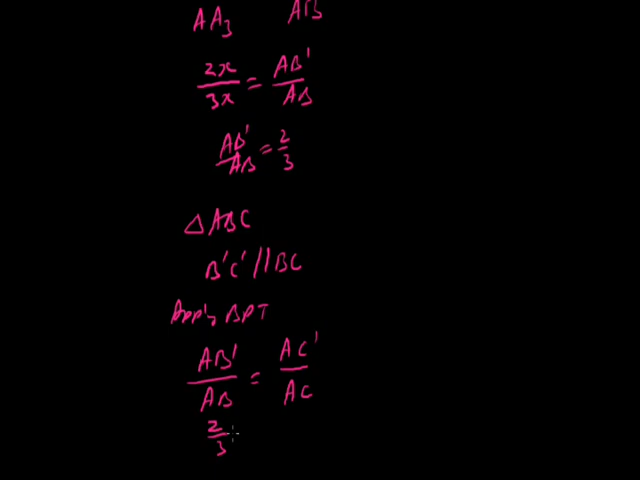 AA₃ AB
2x/3x = AB'/AB
AB'/AB = 2/3
△ABC
B'C' // BC
Apply BPT
AB'/AB = AC'/AC
2/3